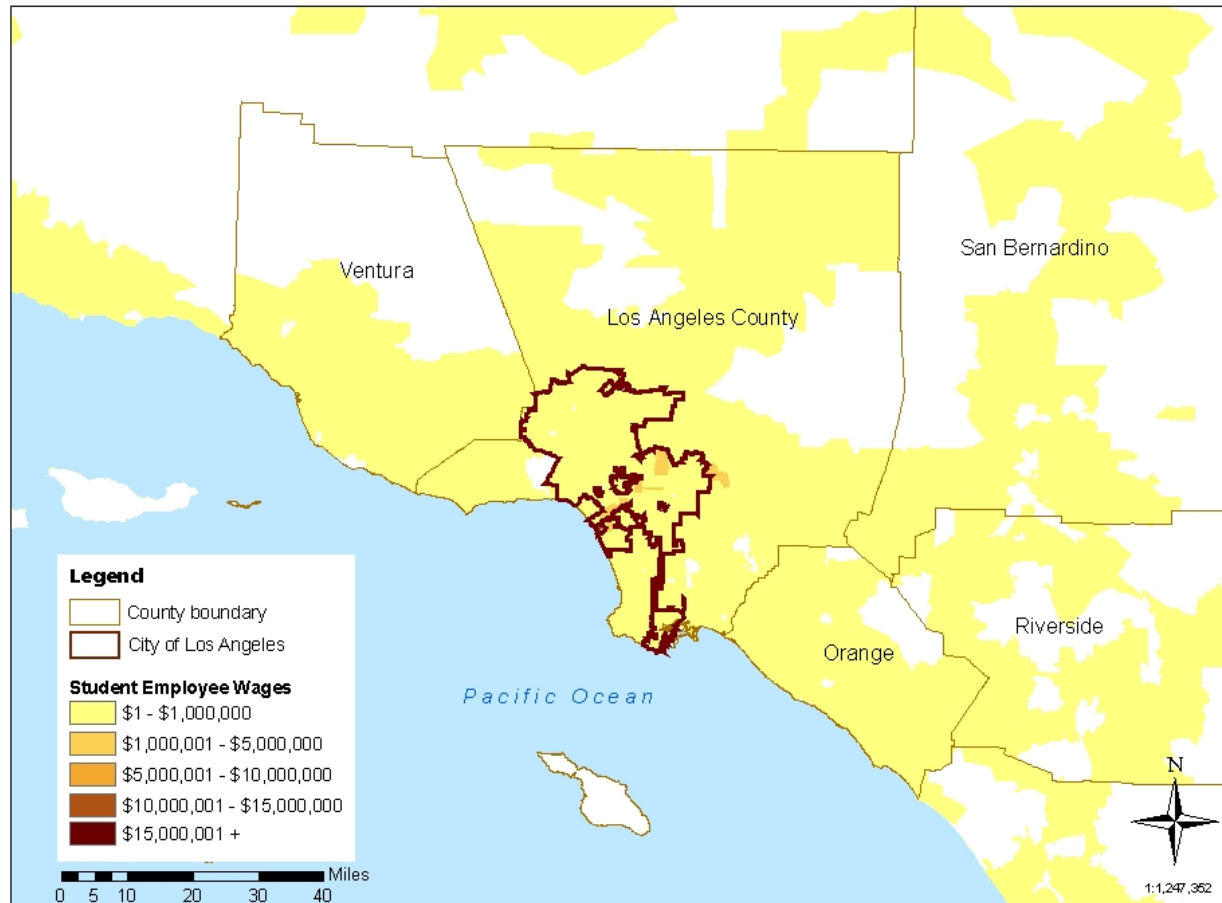 San Bernardino
Ventura
Los Angeles County
Riverside
Orange
Pacific Ocean
Legend
County boundary
City of Los Angeles
Student Employee Wages
$1 - $1,000,000
$1,000,001 - $5,000,000
$5,000,001 - $10,000,000
$10,000,001 - $15,000,000
$15,000,001 +
Miles
0 5 10 20 30 40
N
1:1,247,352